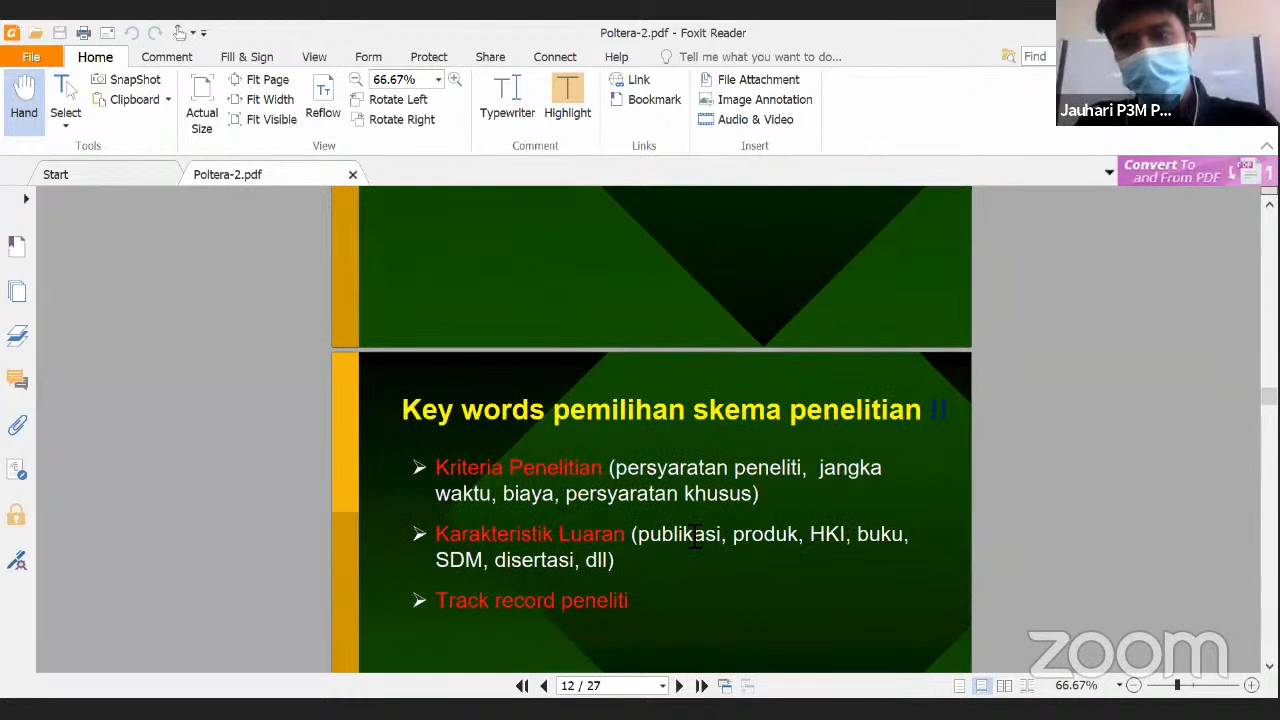 Poltera-2.pdf - Foxit Reader
File
Home
Comment
Fill & Sign
View
Form
Protect
Share
Connect
Help
Tell me what you want to do...
Find
Hand
Select
SnapShot
Clipboard
Tools
Actual
Size
Fit Page
Fit Width
Fit Visible
Reflow
66.67%
Rotate Left
Rotate Right
View
Typewriter
Highlight
Comment
Link
Bookmark
Links
File Attachment
Image Annotation
Audio & Video
Insert
Jauhari P3M P...
Start
Poltera-2.pdf
Convert To
and From PDF
Key words pemilihan skema penelitian !!
Kriteria Penelitian (persyaratan peneliti, jangka
waktu, biaya, persyaratan khusus)
Karakteristik Luaran (publikasi, produk, HKI, buku,
SDM, disertasi, dll)
Track record peneliti
zoom
12 / 27
66.67%